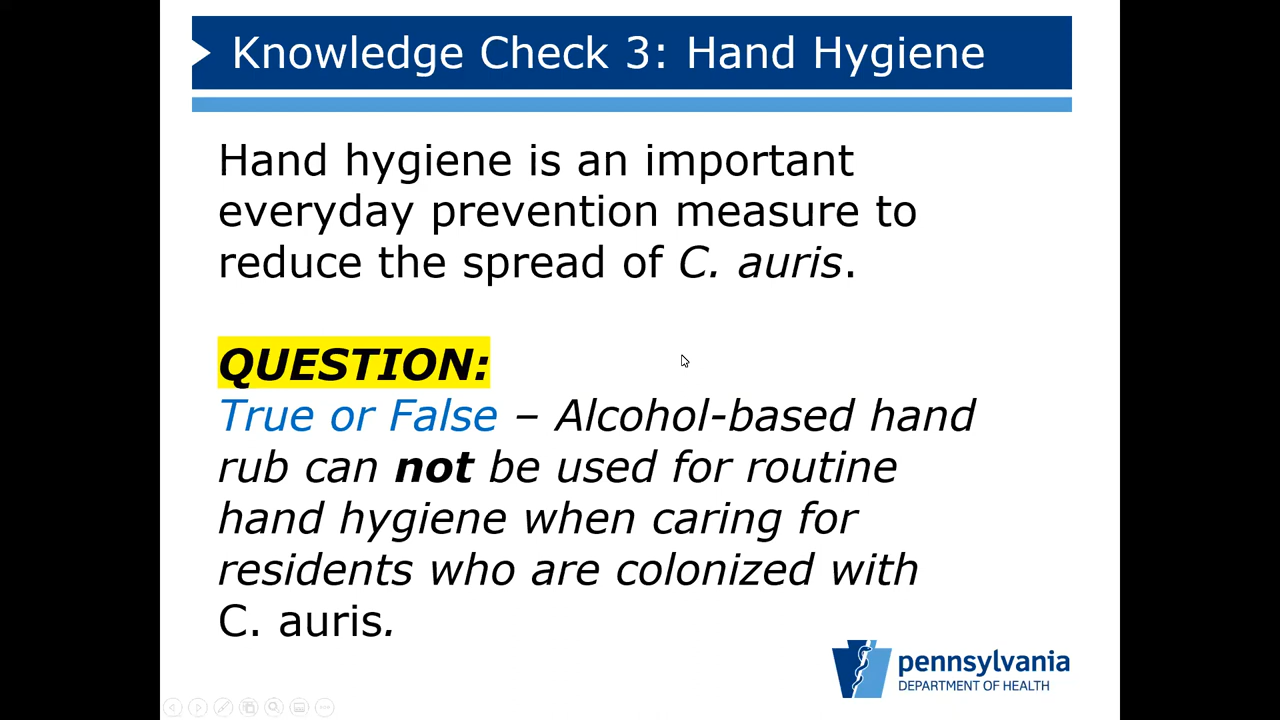 Knowledge Check 3: Hand Hygiene
Hand hygiene is an important
everyday prevention measure to
reduce the spread of C. auris.
QUESTION:
True or False – Alcohol-based hand
rub can not be used for routine
hand hygiene when caring for
residents who are colonized with
C. auris.
pennsylvania
DEPARTMENT OF HEALTH